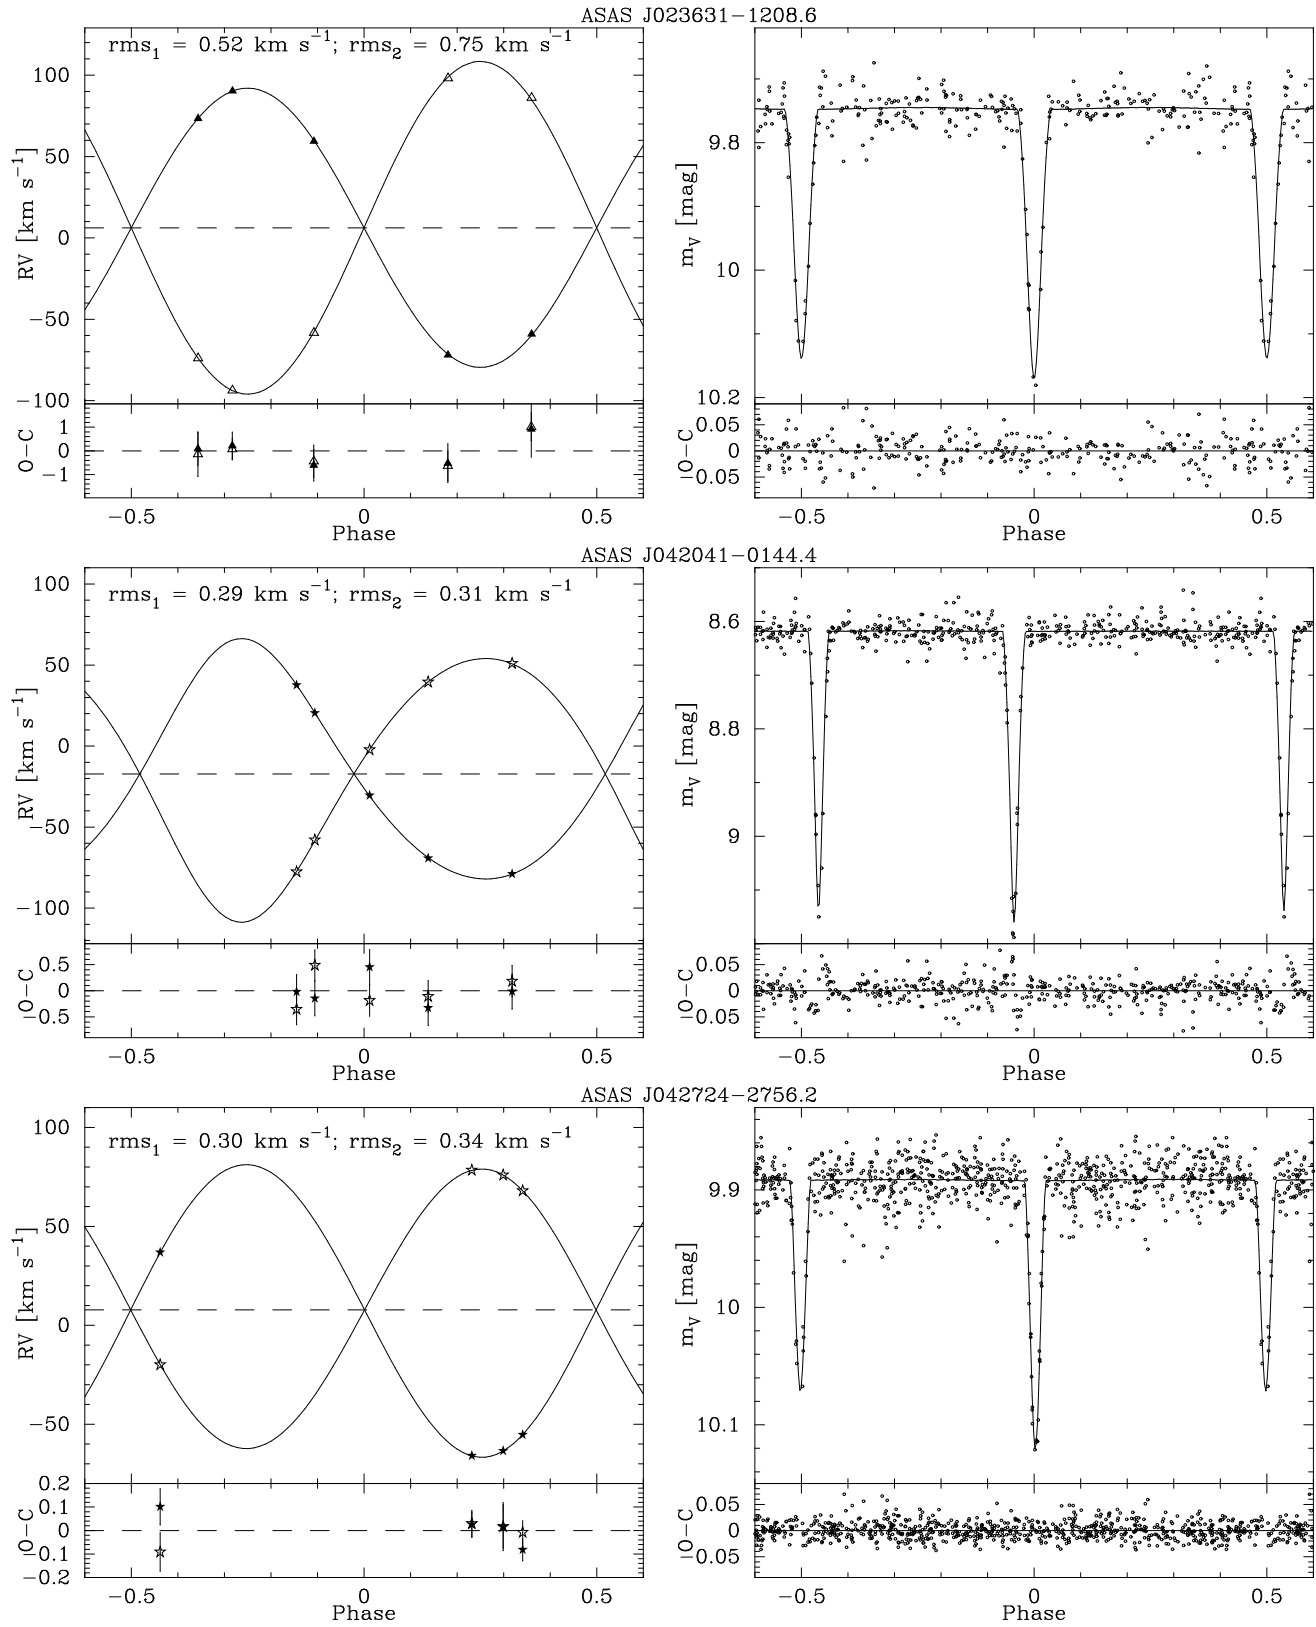 ASAS J023631−1208.6
rms1 = 0.52 km s−1; rms2 = 0.75 km s−1
RV [km s−1]
100
50
0
−50
−100
O−C
1
0
−1
−0.5 0 0.5
Phase
mV [mag]
9.8
10
10.2
O−C
0.05
0
−0.05
−0.5 0 0.5
Phase
ASAS J042041−0144.4
rms1 = 0.29 km s−1; rms2 = 0.31 km s−1
RV [km s−1]
100
50
0
−50
−100
O−C
0.5
0
−0.5
−0.5 0 0.5
Phase
mV [mag]
8.6
8.8
9
O−C
0.05
0
−0.05
−0.5 0 0.5
Phase
ASAS J042724−2756.2
rms1 = 0.30 km s−1; rms2 = 0.34 km s−1
RV [km s−1]
100
50
0
−50
O−C
0.2
0.1
0
−0.1
−0.2
−0.5 0 0.5
Phase
mV [mag]
9.9
10
10.1
O−C
0.05
0
−0.05
−0.5 0 0.5
Phase